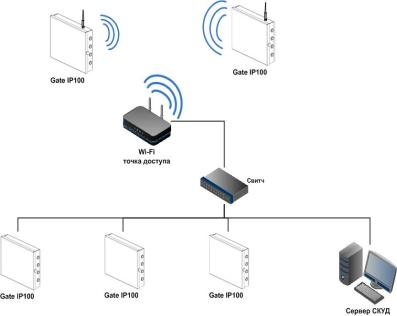 Gate IP100
Gate IP100
Wi-Fi
точка доступа
Свитч
Gate IP100
Gate IP100
Gate IP100
Сервер СКУД